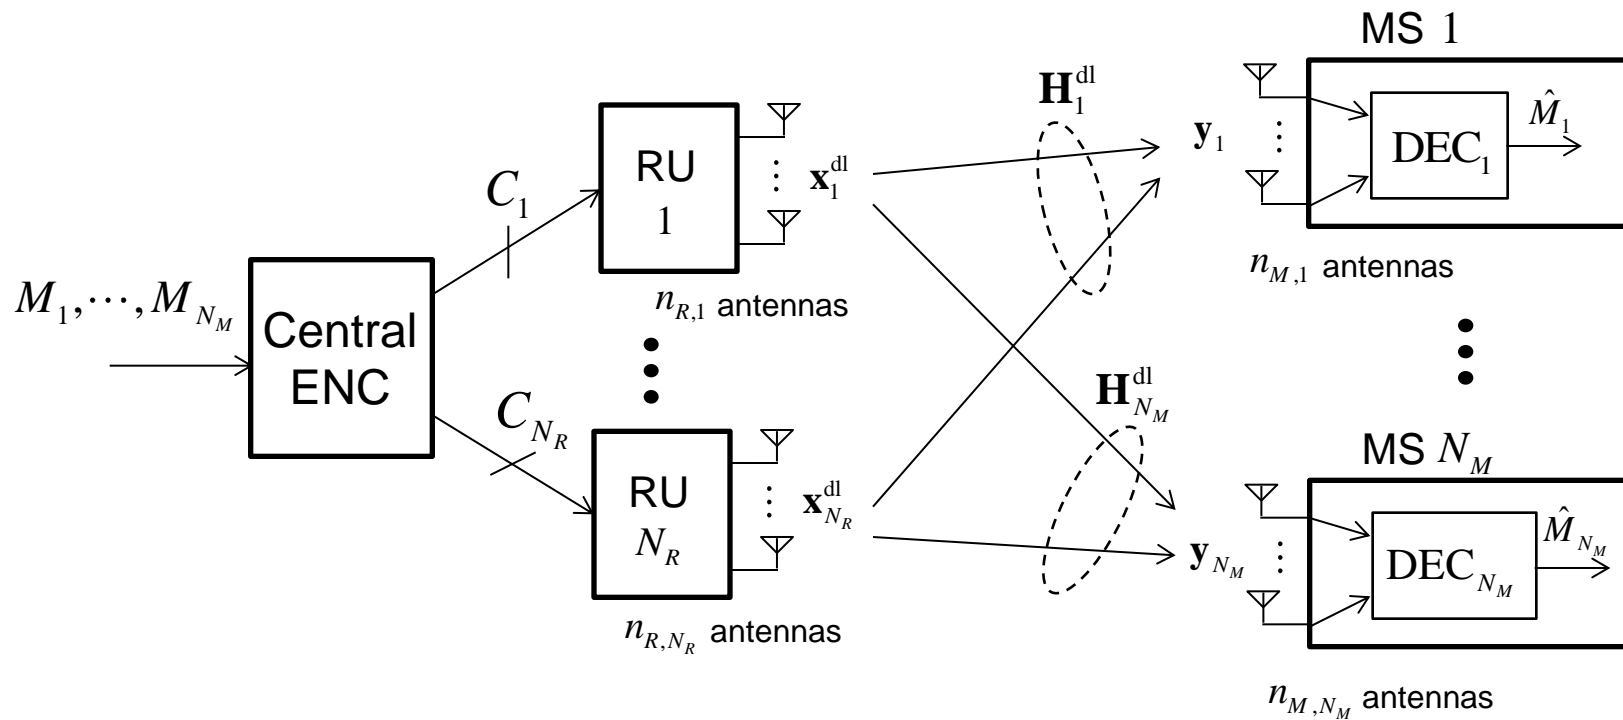 M_1, ⋯, M_{N_M}
Central
ENC
C_1
C_{N_R}
RU
1
n_{R,1} antennas
RU
N_R
n_{R,N_R} antennas
x_1^{dl}
x_{N_R}^{dl}
H_1^{dl}
H_{N_M}^{dl}
y_1
y_{N_M}
MS 1
DEC_1
M̂_1
n_{M,1} antennas
MS N_M
DEC_{N_M}
M̂_{N_M}
n_{M,N_M} antennas